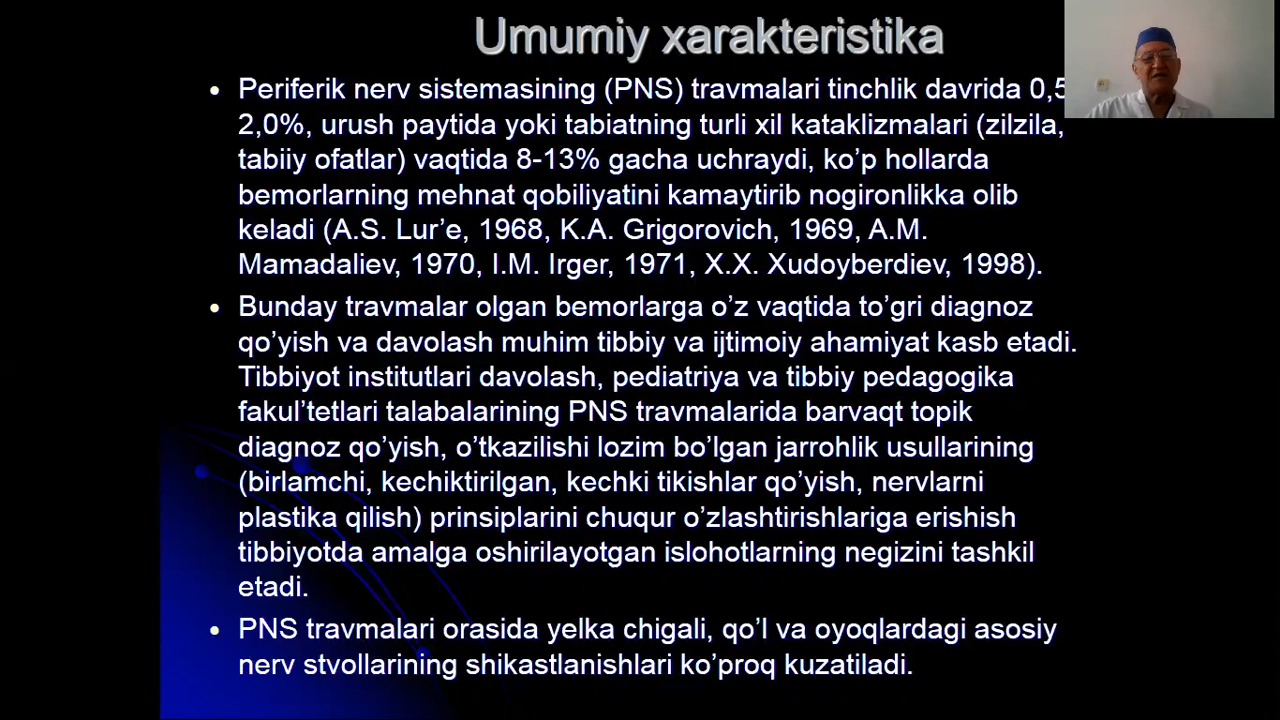 Umumiy xarakteristika
• Periferik nerv sistemasining (PNS) travmalari tinchlik davrida 0,5
2,0%, urush paytida yoki tabiatning turli xil kataklizmalari (zilzila,
tabiiy ofatlar) vaqtida 8-13% gacha uchraydi, ko’p hollarda
bemorlarning mehnat qobiliyatini kamaytirib nogironlikka olib
keladi (A.S. Lur’e, 1968, K.A. Grigorovich, 1969, A.M.
Mamadaliev, 1970, I.M. Irger, 1971, X.X. Xudoyberdiev, 1998).
• Bunday travmalar olgan bemorlarga o’z vaqtida to’gri diagnoz
qo’yish va davolash muhim tibbiy va ijtimoiy ahamiyat kasb etadi.
Tibbiyot institutlari davolash, pediatriya va tibbiy pedagogika
fakul’tetlari talabalarining PNS travmalarida barvaqt topik
diagnoz qo’yish, o’tkazilishi lozim bo’lgan jarrohlik usullarining
(birlamchi, kechiktirilgan, kechki tikishlar qo’yish, nervlarni
plastika qilish) prinsiplarini chuqur o’zlashtirishlariga erishish
tibbiyotda amalga oshirilayotgan islohotlarning negizini tashkil
etadi.
• PNS travmalari orasida yelka chigali, qo’l va oyoqlardagi asosiy
nerv stvollarining shikastlanishlari ko’proq kuzatiladi.